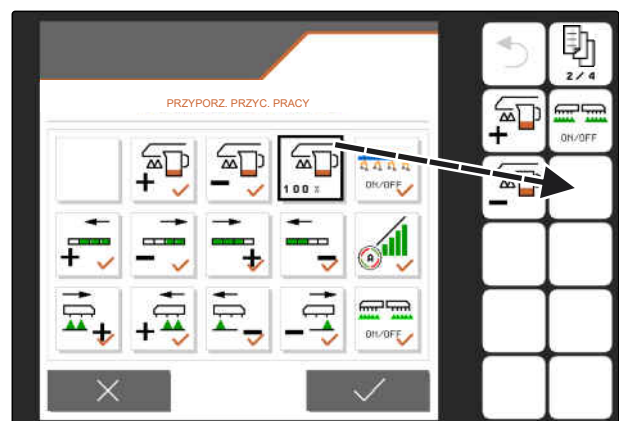 2/4
PRZYPORZ. PRZYC. PRACY
ON/OFF
100 %
ON/OFF
A
ON/OFF